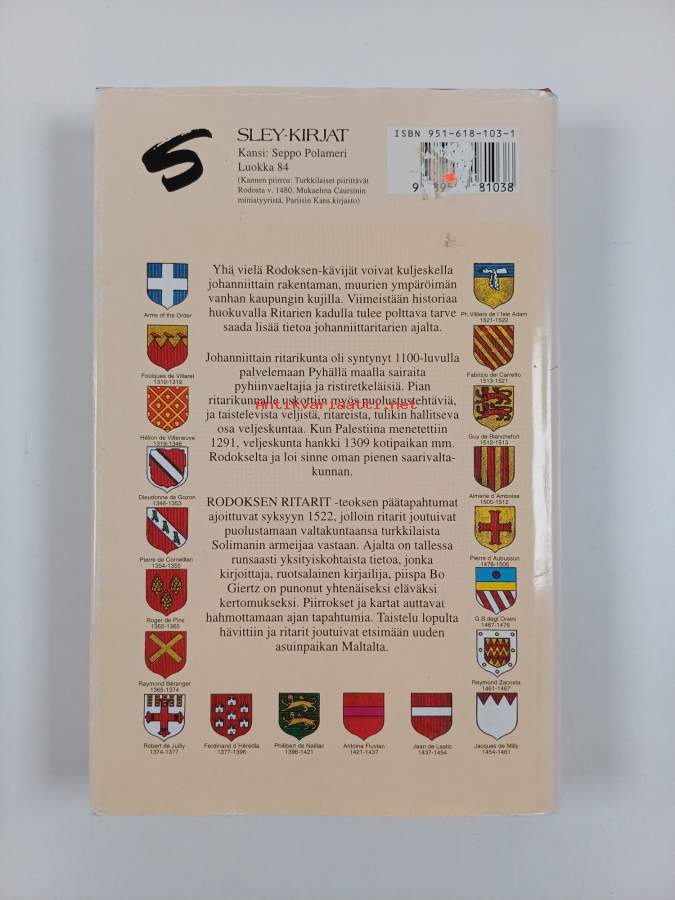 SLEY-KIRJAT
Kansi: Seppo Polameri
Luokka 84
(Kannen piirros: Turkkilaiset piirittävät
Rodosta v. 1480. Mukaelma Caursinin
miniatyyristä, Pariisin Kans.kirjasto)
ISBN 951-618-103-1
81038
Yhä vielä Rodoksen-kävijät voivat kuljeskella
johanniittain rakentaman, muurien ympäröimän
vanhan kaupungin kujilla. Viimeistään historiaa
huokuvalla Ritarien kadulla tulee polttava tarve
saada lisää tietoa johanniittaritarien ajalta.
Johanniittain ritarikunta oli syntynyt 1100-luvulla
palvelemaan Pyhällä maalla sairaita
pyhiinvaeltajia ja ristiretkeläisiä. Pian
ritarikunnalle uskottiin myös puolustustehtäviä,
ja taistelevista veljistä, ritareista, tulikin hallitseva
osa veljeskuntaa. Kun Palestiina menetettiin
1291, veljeskunta hankki 1309 kotipaikan mm.
Rodokselta ja loi sinne oman pienen saarivalta-
kunnan.
RODOKSEN RITARIT -teoksen päätapahtumat
ajoittuvat syksyyn 1522, jolloin ritarit joutuivat
puolustamaan valtakuntaansa turkkilaista
Solimanin armeijaa vastaan. Ajalta on tallessa
runsaasti yksityiskohtaista tietoa, jonka
kirjoittaja, ruotsalainen kirjailija, piispa Bo
Giertz on punonut yhtenäiseksi eläväksi
kertomukseksi. Piirrokset ja kartat auttavat
hahmottamaan ajan tapahtumia. Taistelu lopulta
hävittiin ja ritarit joutuivat etsimään uuden
asuinpaikan Maltalta.
Antikvariaatti.net
Arms of the Order
Foulques de Villaret
1310-1319
Hélion de Villeneuve
1319-1346
Dieudonne de Gozon
1346-1353
Pierre de Corneillan
1354-1355
Roger de Pins
1355-1365
Raymond Béranger
1365-1374
Robert de Juilly
1374-1377
Ferdinand d'Hérédia
1377-1396
Philibert de Naillac
1396-1421
Antoine Fluvian
1421-1437
Jean de Lastic
1437-1454
Jacques de Milly
1454-1461
Ph.Villiers de l'Isle Adam
1521-1522
Fabrizio del Carretto
1513-1521
Guy de Blanchefort
1512-1513
Aimerie d'Amboise
1505-1512
Pierre d'Aubusson
1476-1505
G.B.degl'Orsini
1467-1476
Reymond Zacosta
1461-1467